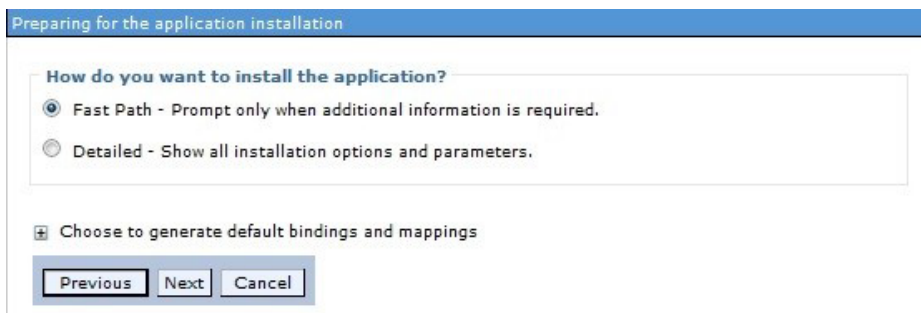 Preparing for the application installation
How do you want to install the application?
Fast Path - Prompt only when additional information is required.
Detailed - Show all installation options and parameters.
Choose to generate default bindings and mappings
Previous Next Cancel